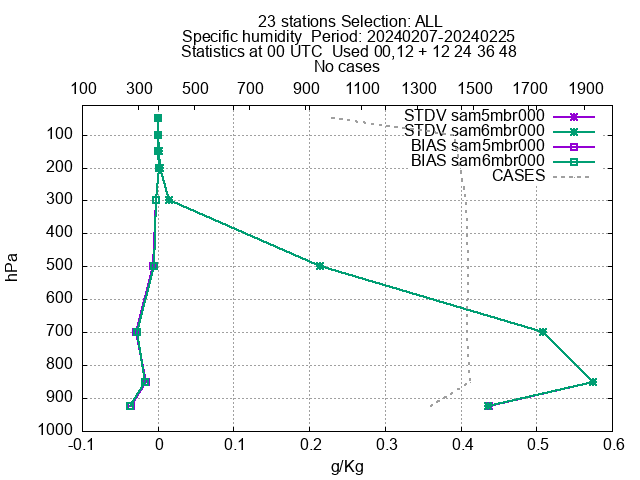 23 stations Selection: ALL
Specific humidity  Period: 20240207-20240225
Statistics at 00 UTC  Used 00,12 + 12 24 36 48
No cases
100 300 500 700 900 1100 1300 1500 1700 1900
STDV sam5mbr000
STDV sam6mbr000
BIAS sam5mbr000
BIAS sam6mbr000
CASES
100
200
300
400
500
600
700
800
900
1000
hPa
-0.1 0 0.1 0.2 0.3 0.4 0.5 0.6
g/Kg